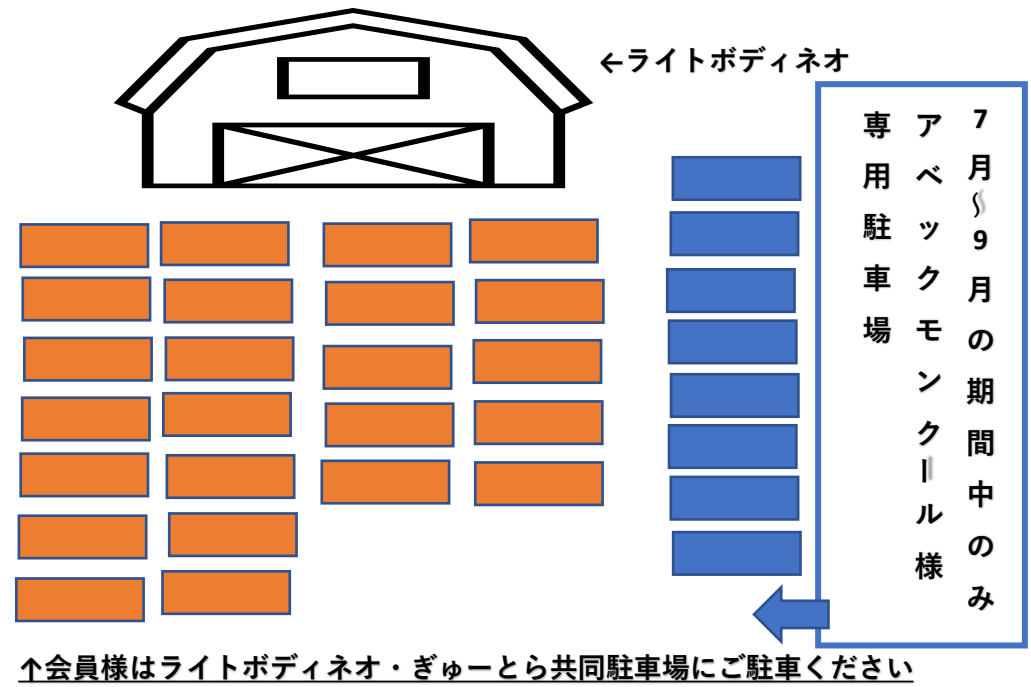 ←ライトボディネオ
7月～9月の期間中のみ
アベックモンクール様
専用駐車場
↑会員様はライトボディネオ・ぎゅーとら共同駐車場にご駐車ください